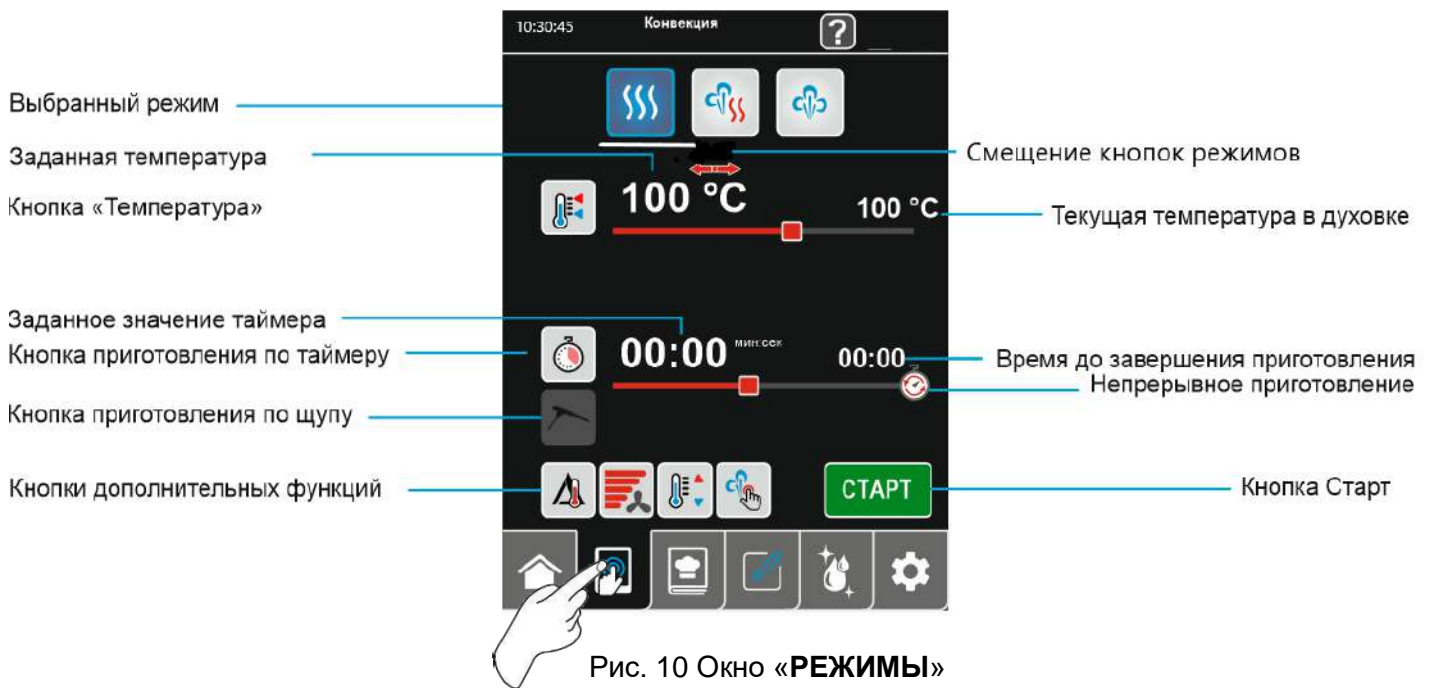 10:30:45 Конвекция ?
Выбранный режим
Заданная температура
Смещение кнопок режимов
Кнопка «Температура»
100 °C
100 °C
Текущая температура в духовке
Заданное значение таймера
Кнопка приготовления по таймеру
00:00 мин:сек
00:00
Время до завершения приготовления
Непрерывное приготовление
Кнопка приготовления по щупу
Кнопки дополнительных функций
СТАРТ
Кнопка Старт
Рис. 10 Окно «РЕЖИМЫ»